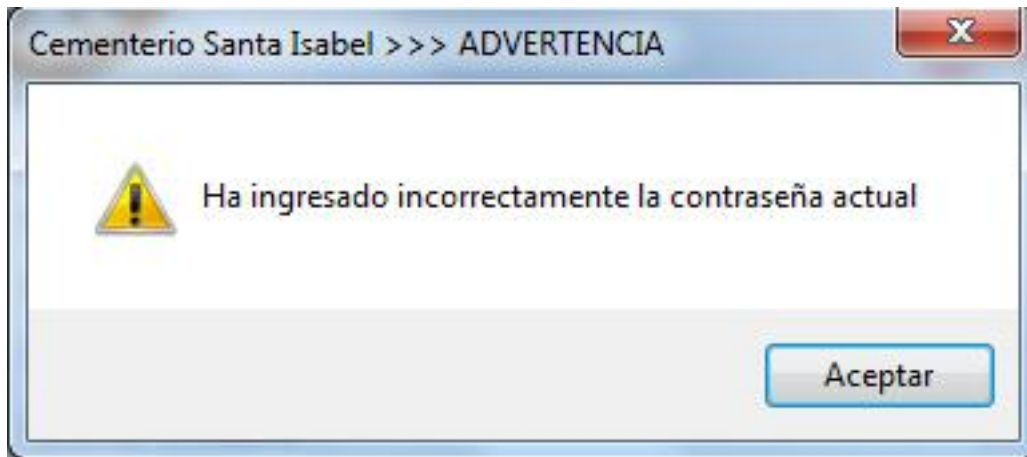 Cementerio Santa Isabel >>> ADVERTENCIA
Ha ingresado incorrectamente la contraseña actual
Aceptar